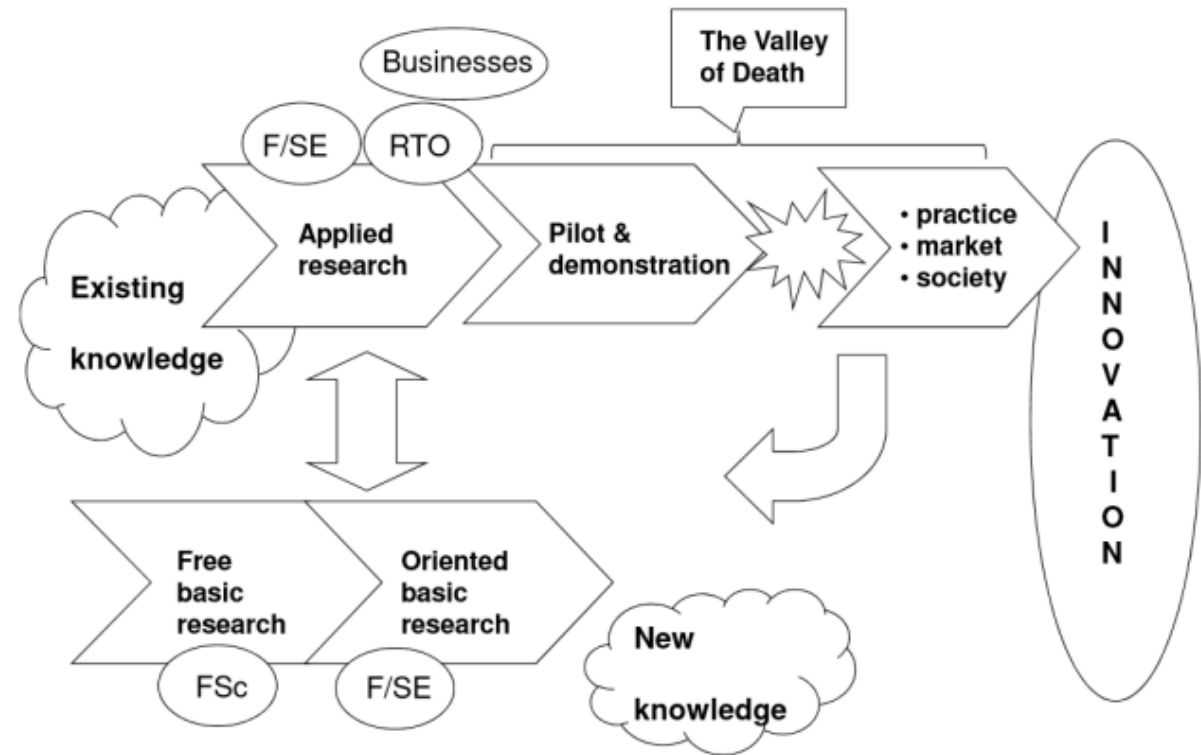 Businesses
The Valley
of Death
F/SE
RTO
Existing
knowledge
Applied
research
Pilot &
demonstration
• practice
• market
• society
I
N
N
O
V
A
T
I
O
N
Free
basic
research
Oriented
basic
research
FSc
F/SE
New
knowledge